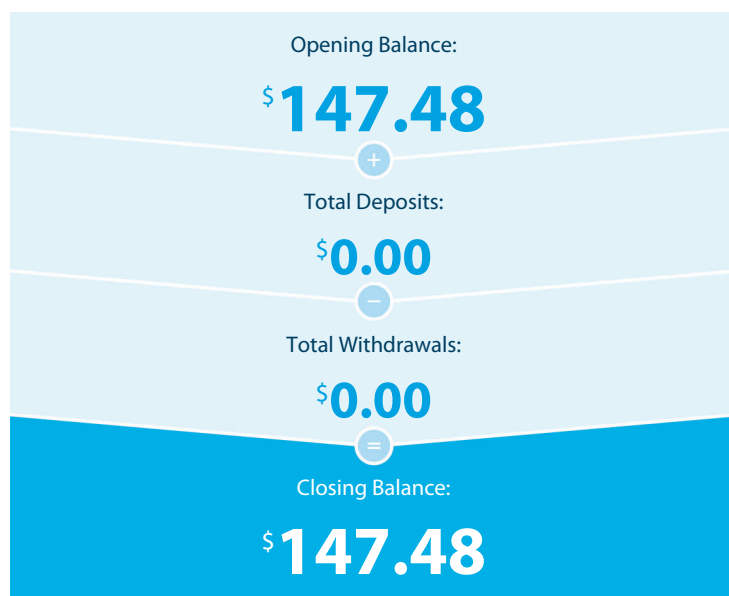 Opening Balance:
$147.48
+
Total Deposits:
$0.00
−
Total Withdrawals:
$0.00
=
Closing Balance:
$147.48